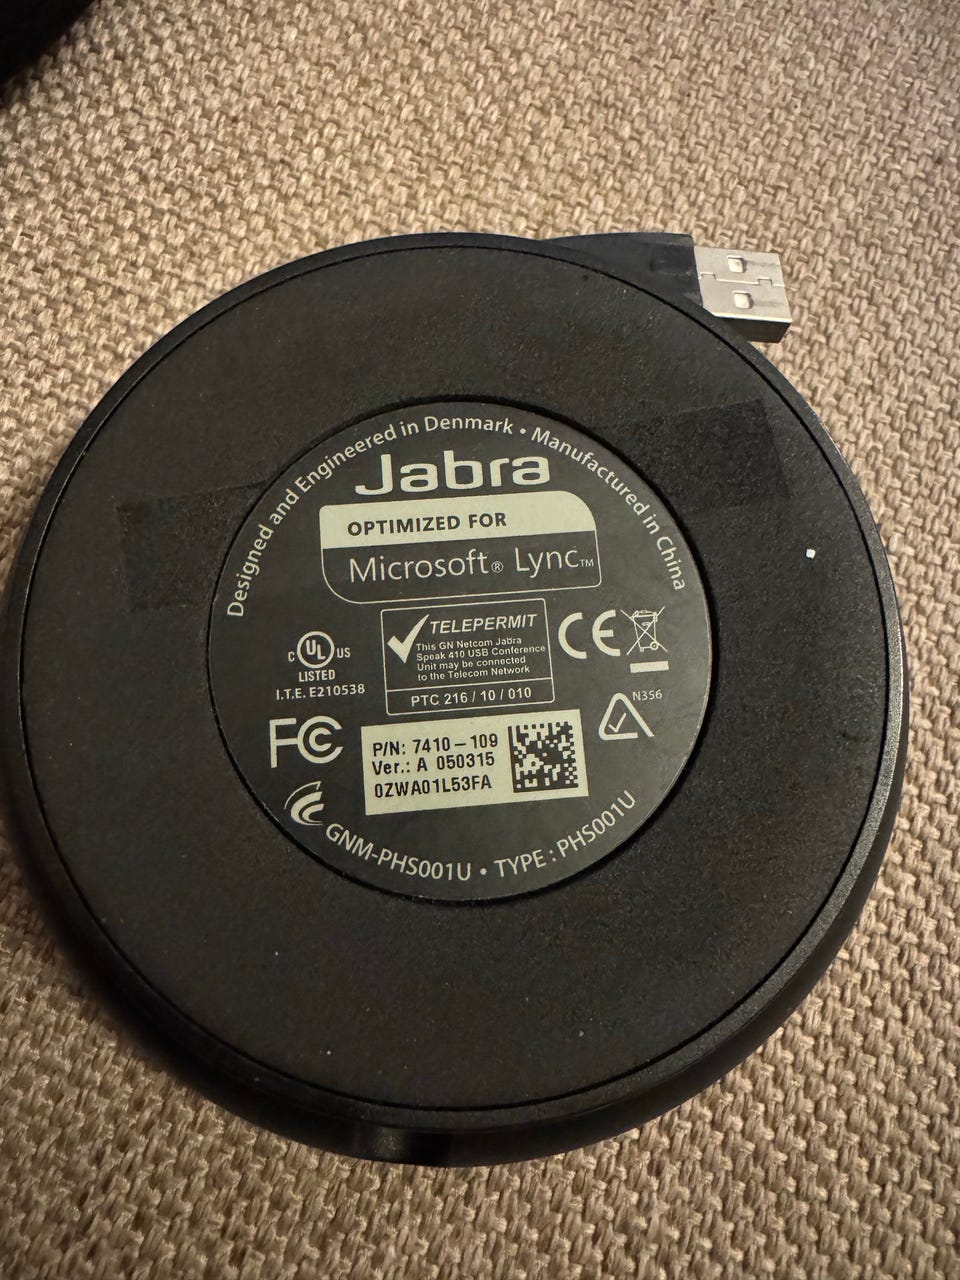 Designed and Engineered in Denmark • Manufactured in China
Jabra
OPTIMIZED FOR
Microsoft® Lync™
TELEPERMIT
This GN Netcom Jabra
Speak 410 USB Conference
Unit may be connected
to the Telecom Network
PTC 216 / 10 / 010
CE
c UL US
LISTED
I.T.E. E210538
N356
FC
P/N: 7410-109
Ver.: A 050315
0ZWA01L53FA
GNM-PHS001U • TYPE : PHS001U